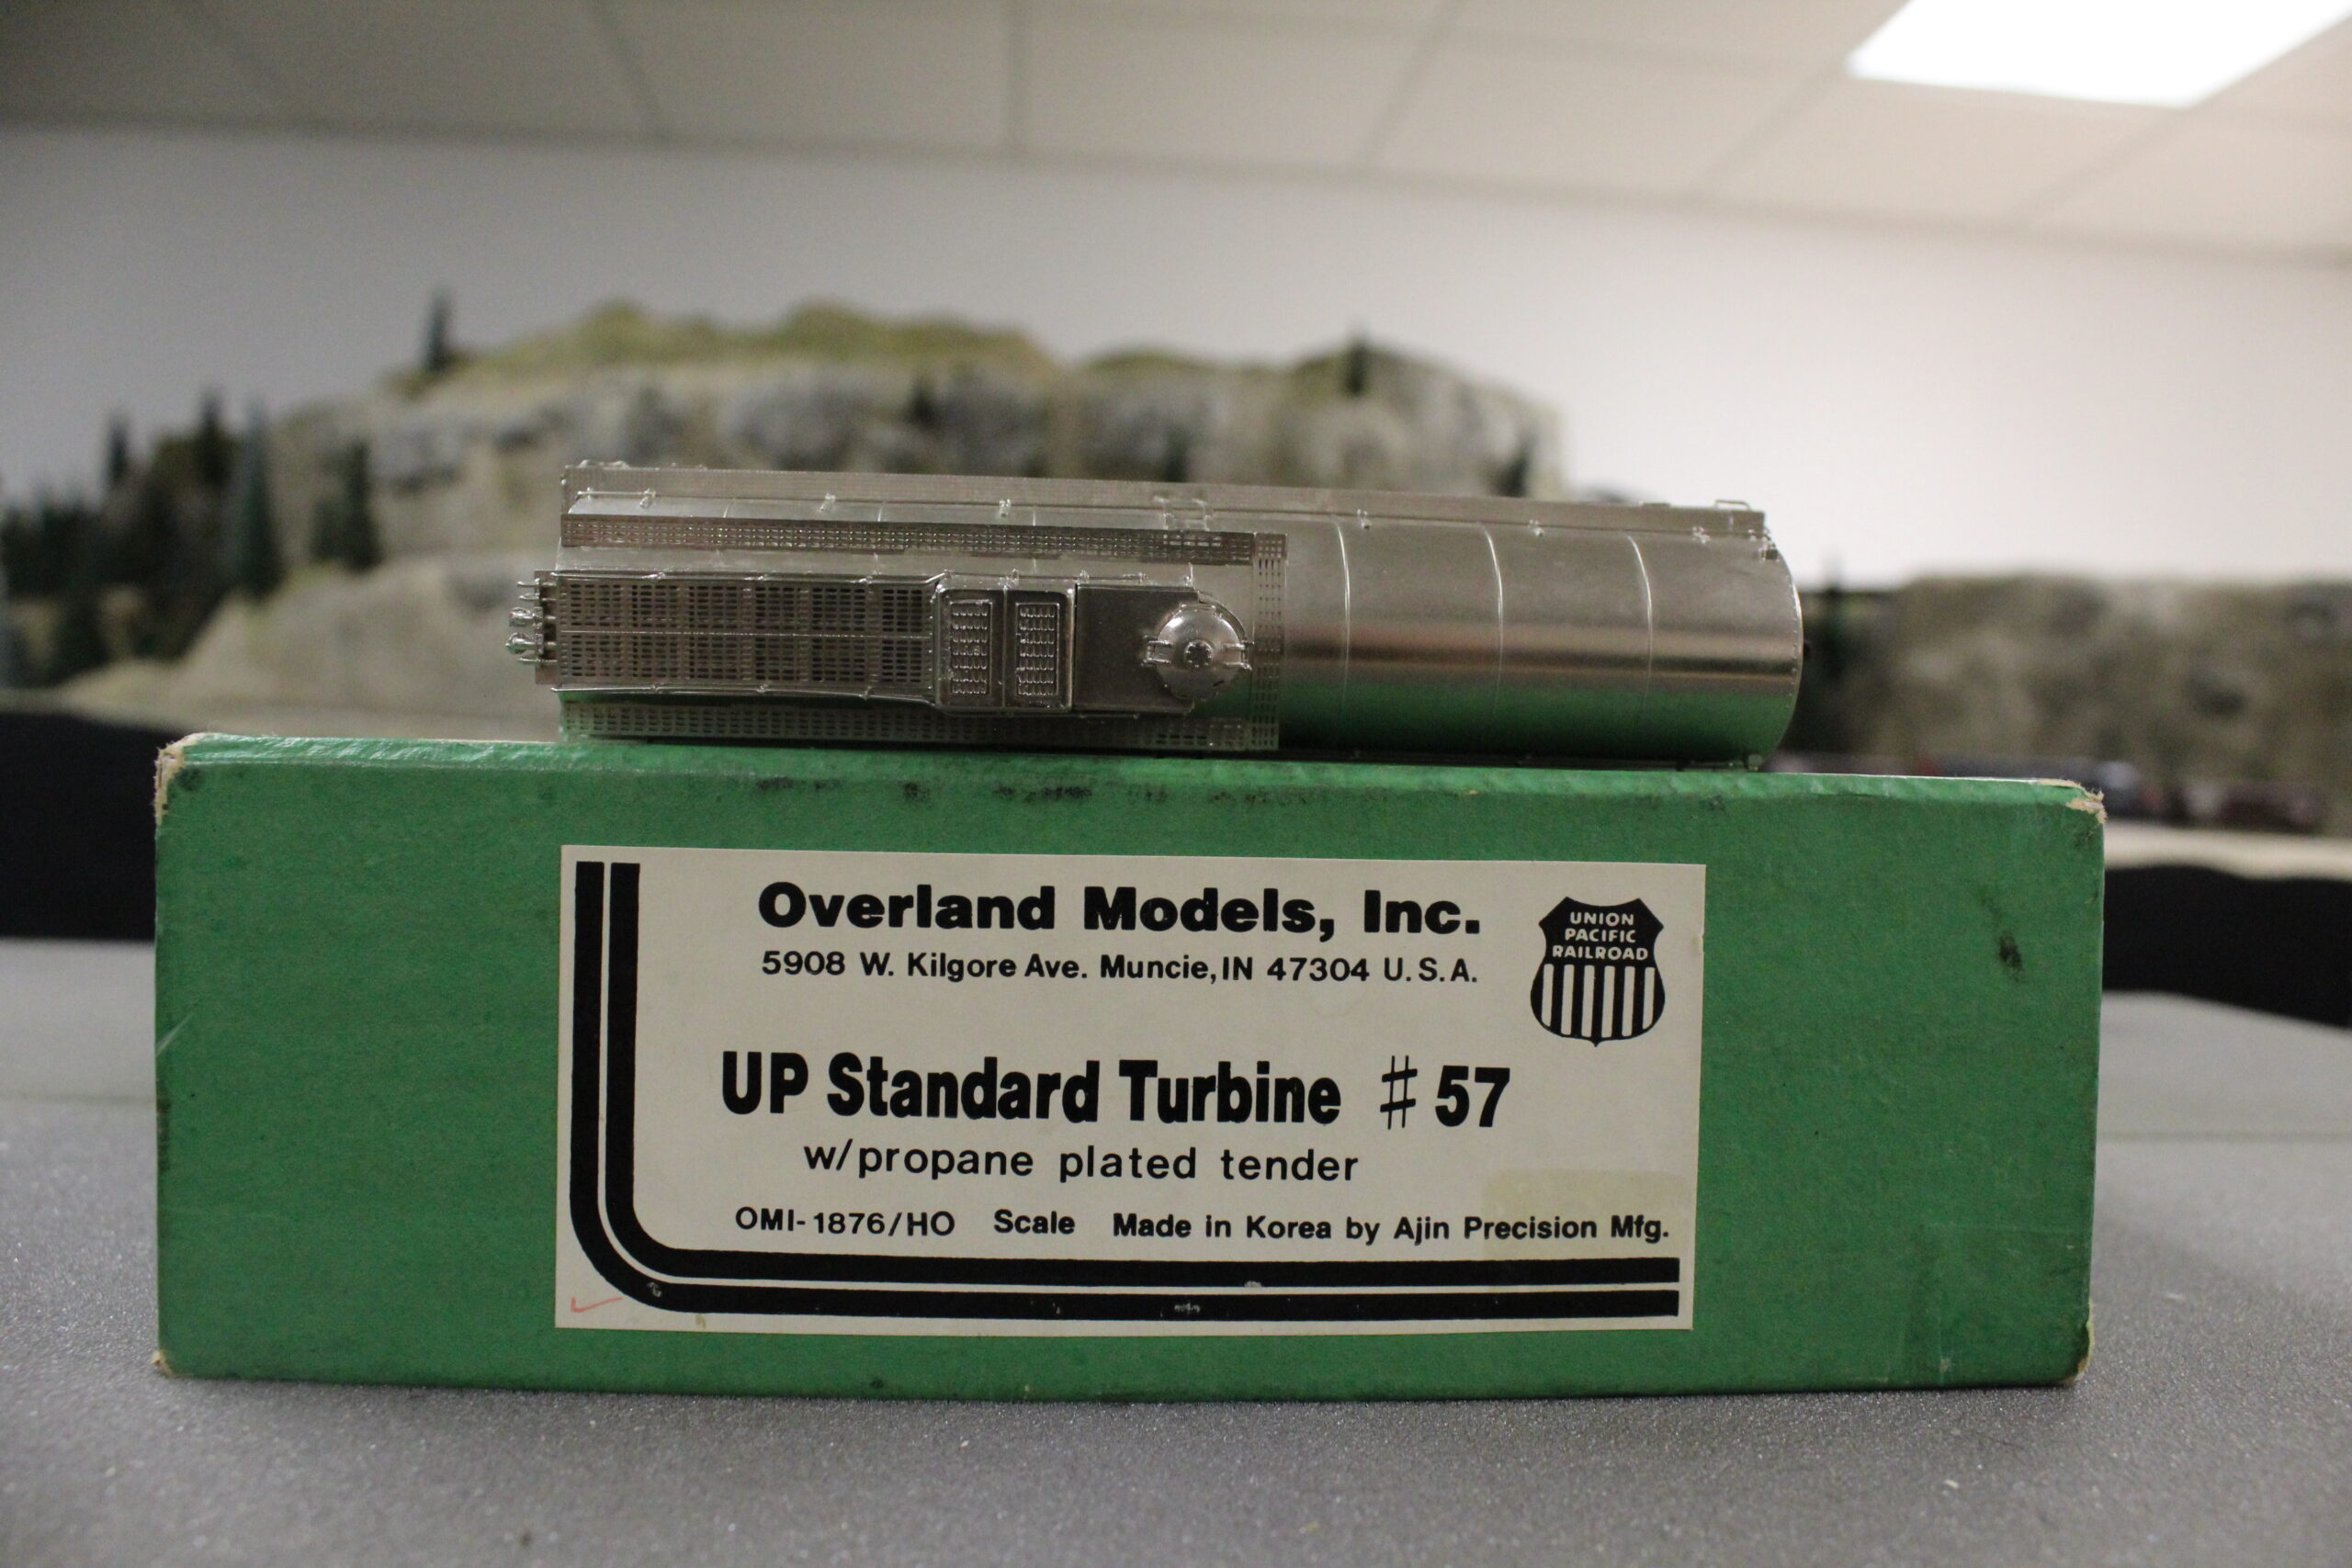 Overland Models, Inc.
5908 W. Kilgore Ave. Muncie, IN 47304 U.S.A.
UNION
PACIFIC
RAILROAD
UP Standard Turbine #57
w/propane plated tender
OMI-1876/HO Scale Made in Korea by Ajin Precision Mfg.